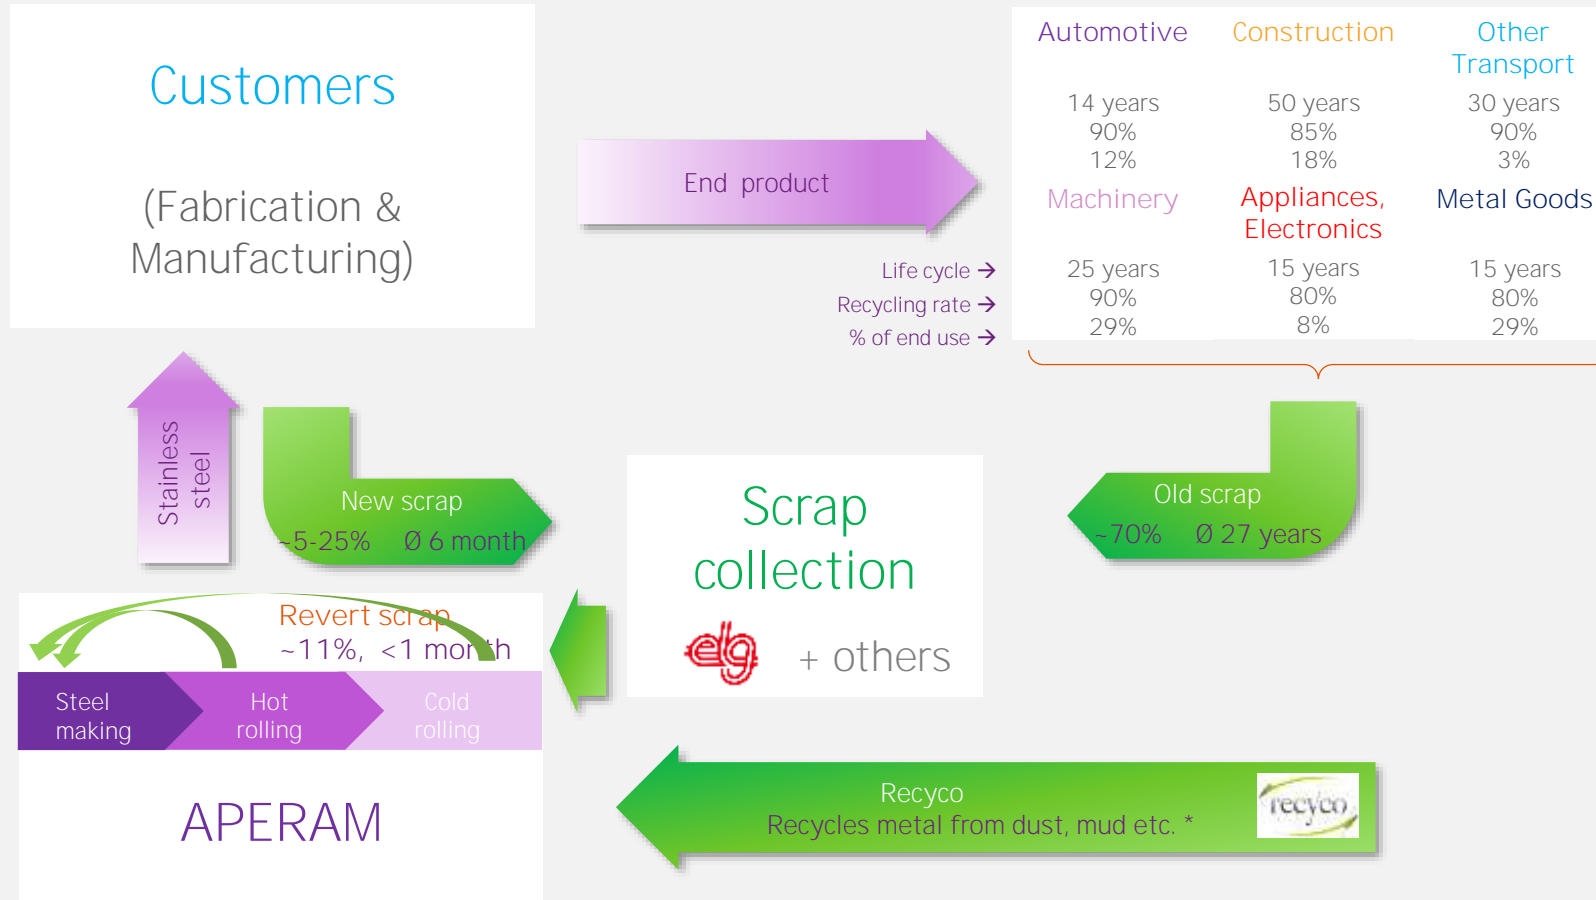 Customers
(Fabrication &
Manufacturing)
End product
Life cycle →
Recycling rate →
% of end use →
Automotive
14 years
90%
12%
Construction
50 years
85%
18%
Other
Transport
30 years
90%
3%
Machinery
25 years
90%
29%
Appliances,
Electronics
15 years
80%
8%
Metal Goods
15 years
80%
29%
Stainless
steel
New scrap
~5-25% Ø 6 month
Scrap
collection
elg + others
Old scrap
~70% Ø 27 years
Revert scrap
~11%, <1 month
Steel
making
Hot
rolling
Cold
rolling
APERAM
Recyco
Recycles metal from dust, mud etc. *
recyco